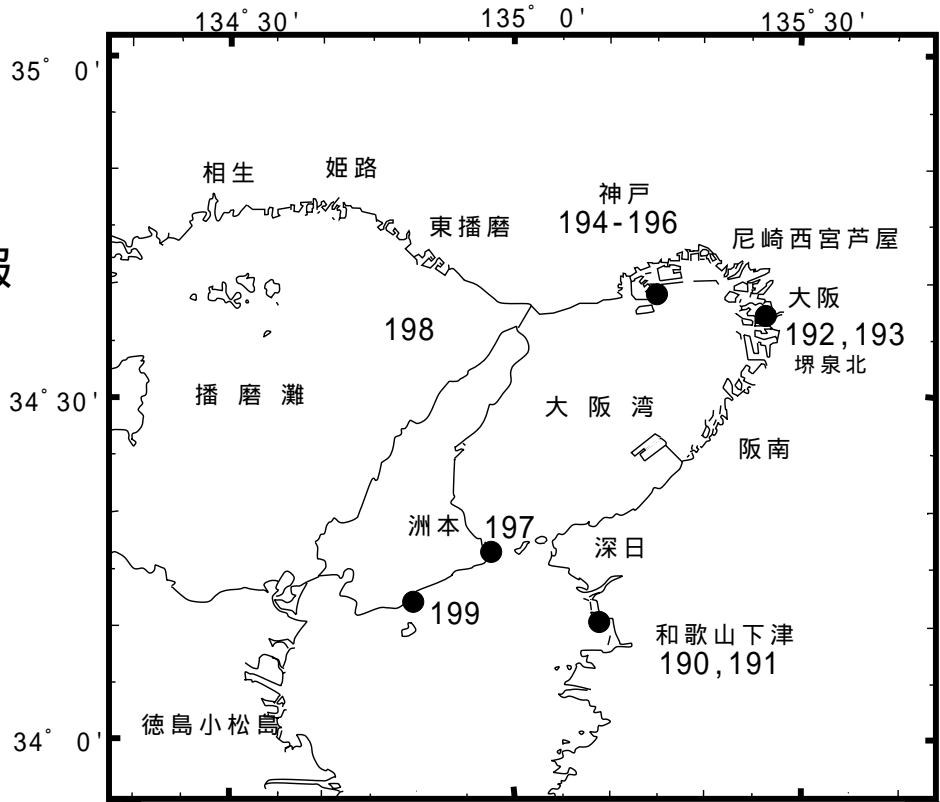 134°30' 135°0' 135°30'
35°0'
相生
姫路
神戸
194-196
東播磨
尼崎西宮芦屋
報
大阪
192,193
198
堺泉北
34°30'
播磨灘
大阪湾
阪南
洲本
197
深日
199
和歌山下津
190,191
徳島小松島
34°0'